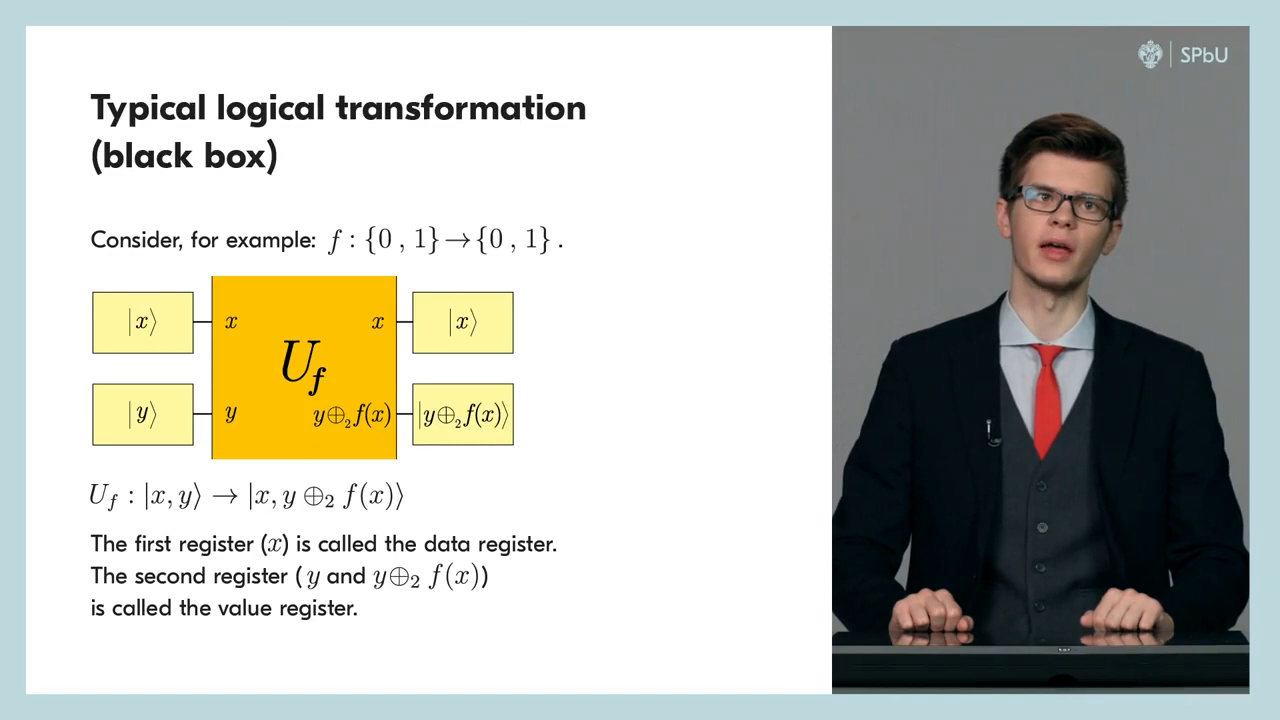 SPbU
Typical logical transformation
(black box)
Consider, for example: f : {0 , 1} → {0 , 1} .
|x⟩ x x |x⟩
U_f
|y⟩ y y⊕₂f(x) |y⊕₂f(x)⟩
U_f : |x, y⟩ → |x, y ⊕₂ f(x)⟩
The first register (x) is called the data register.
The second register ( y and y⊕₂ f(x))
is called the value register.